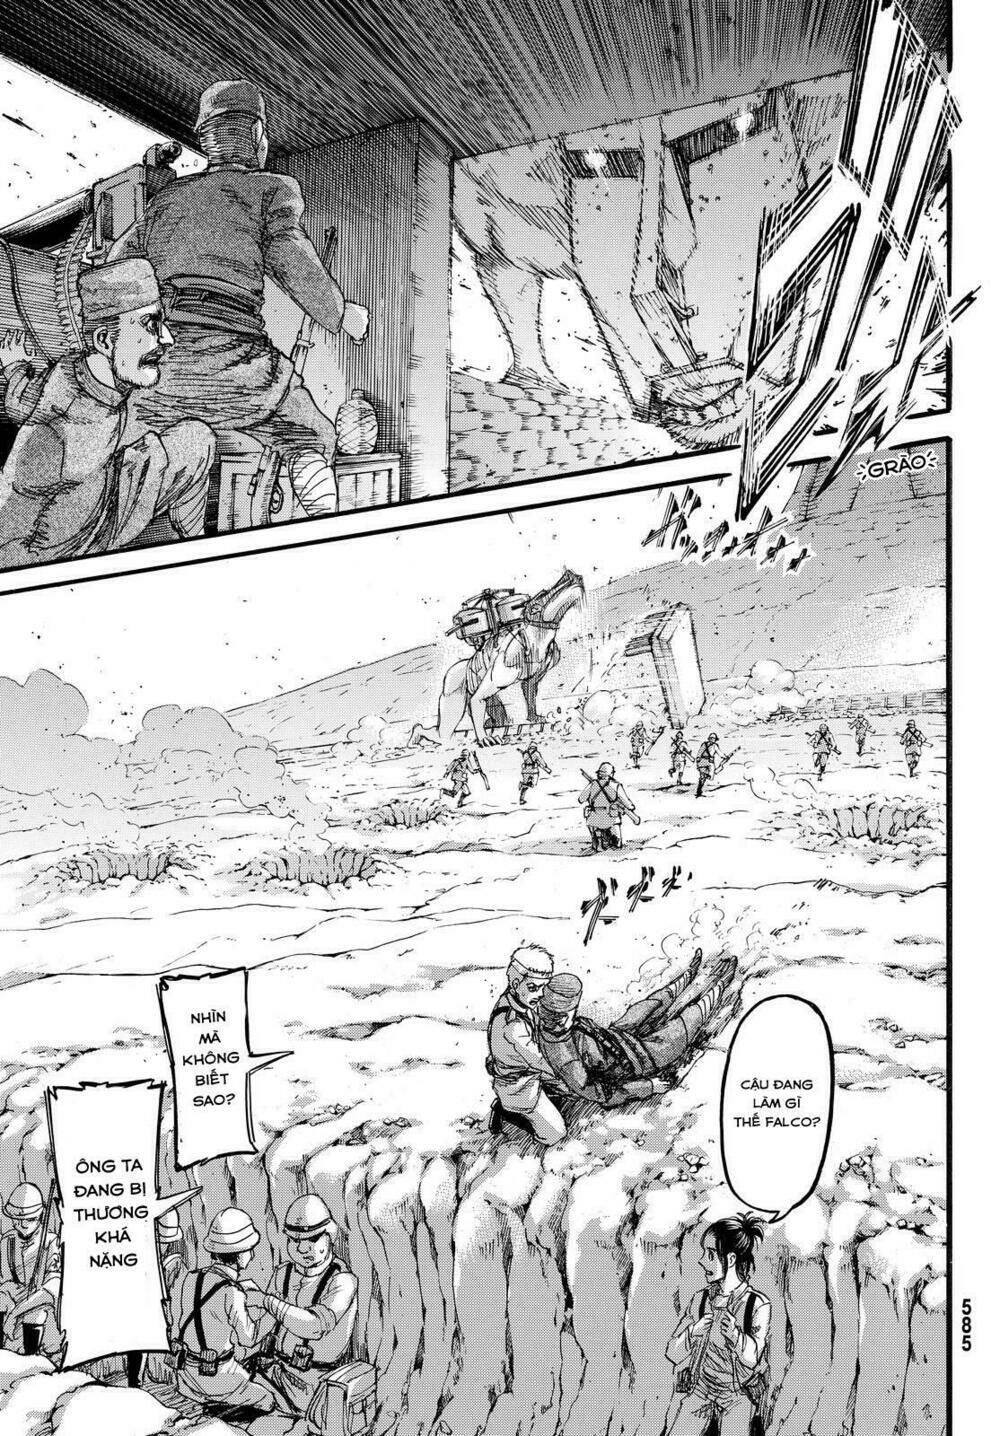 GRÀO
CẬU ĐANG
LÀM GÌ
THẾ FALCO?
NHÌN
MÀ
KHÔNG
BIẾT
SAO?
ÔNG TA
ĐANG BỊ
THƯƠNG
KHÁ
NẶNG
585